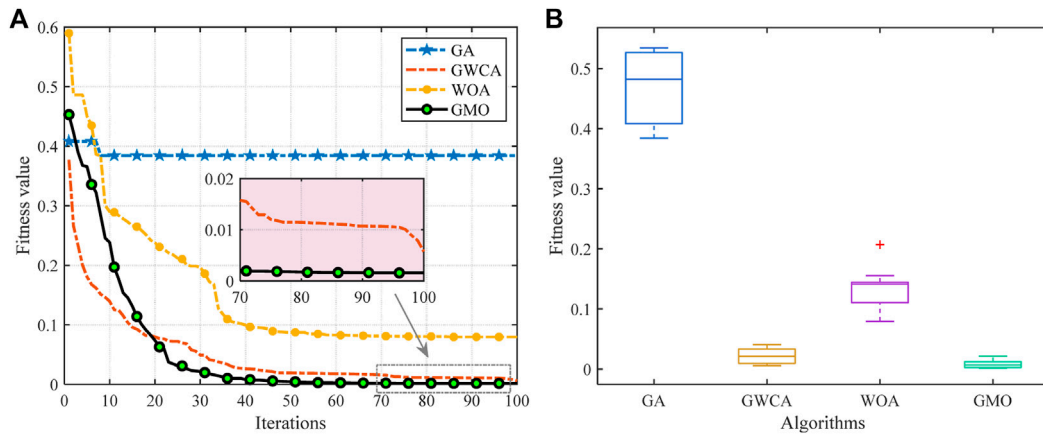 A
Fitness value
0.6
0.5
0.4
0.3
0.2
0.1
0
0 10 20 30 40 50 60 70 80 90 100
Iterations
GA
GWCA
WOA
GMO
0.02
0.01
0
70 80 90 100
B
Fitness value
0.5
0.4
0.3
0.2
0.1
0
GA GWCA WOA GMO
Algorithms